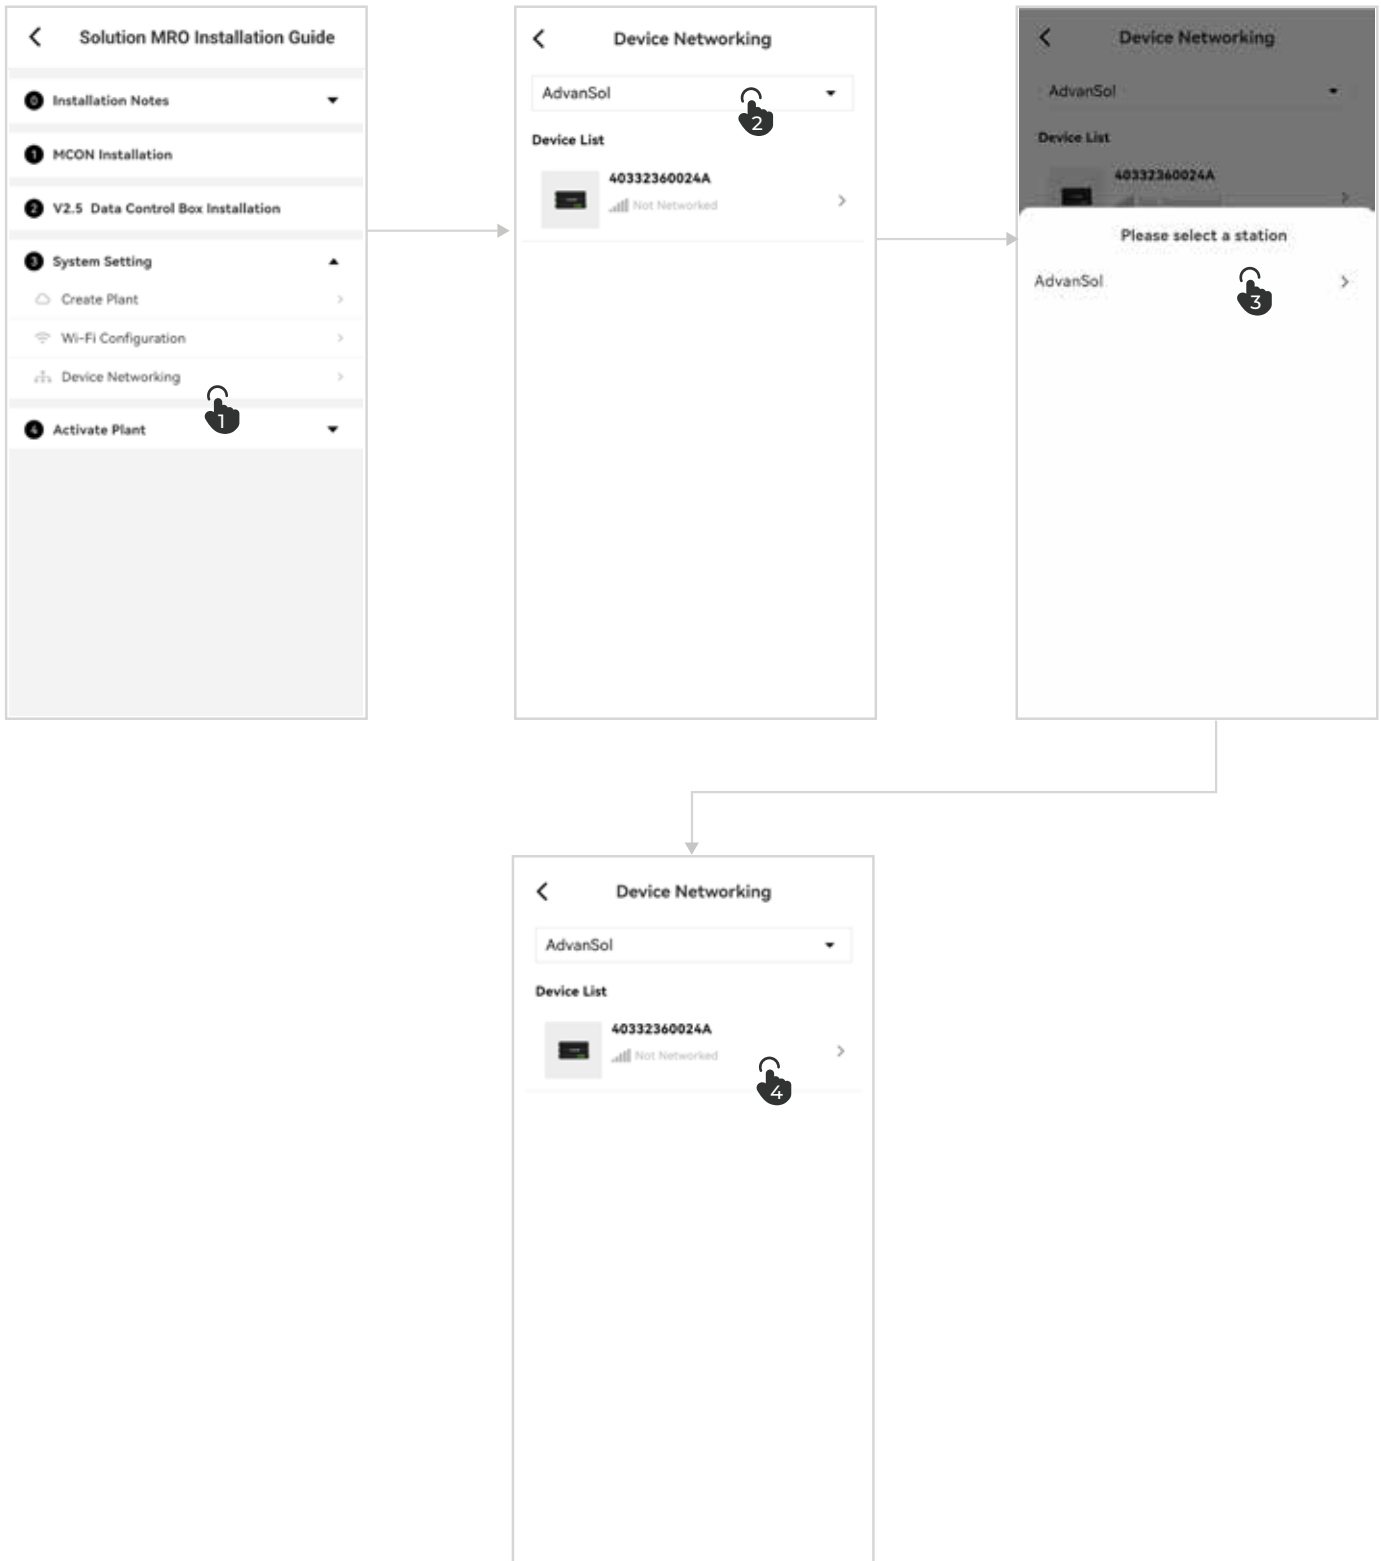 Solution MRO Installation Guide
0 Installation Notes
1 MCON Installation
2 V2.5 Data Control Box Installation
3 System Setting
Create Plant
Wi-Fi Configuration
Device Networking
1
4 Activate Plant
Device Networking
AdvanSol
2
Device List
40332360024A
Not Networked
Device Networking
AdvanSol
Device List
40332360024A
Please select a station
AdvanSol
3
Device Networking
AdvanSol
Device List
40332360024A
Not Networked
4